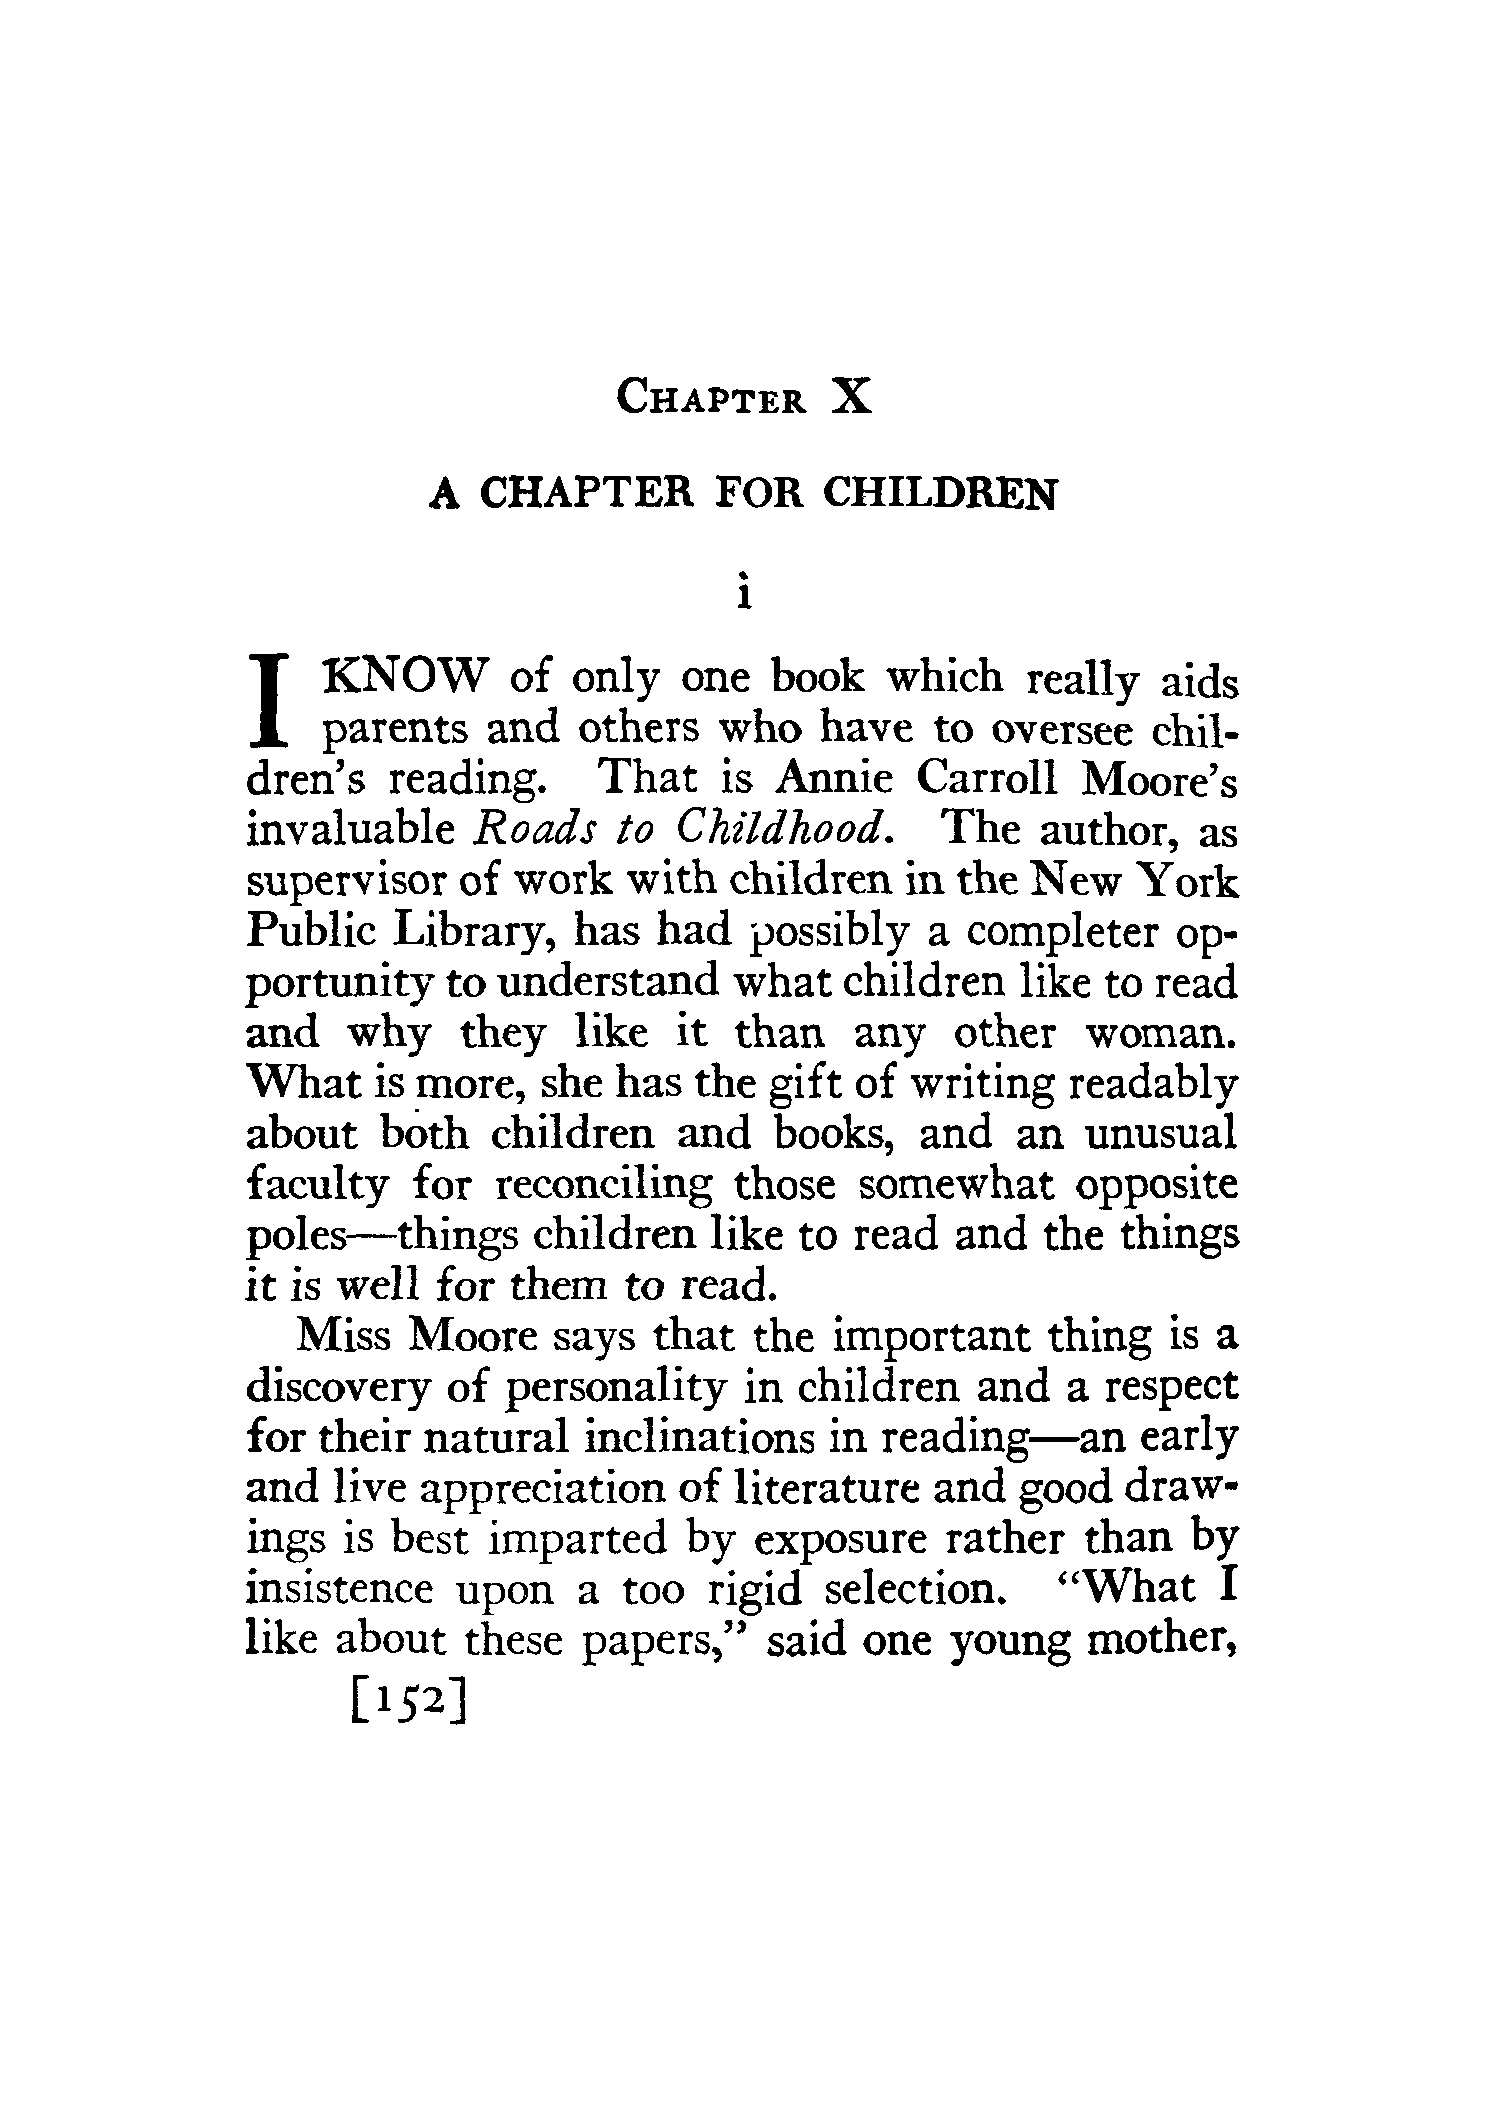 Chapter X
A CHAPTER FOR CHILDREN
i
I KNOW of only one book which really aids
parents and others who have to oversee chil-
dren's reading. That is Annie Carroll Moore's
invaluable Roads to Childhood. The author, as
supervisor of work with children in the New York
Public Library, has had possibly a completer op-
portunity to understand what children like to read
and why they like it than any other woman.
What is more, she has the gift of writing readably
about both children and books, and an unusual
faculty for reconciling those somewhat opposite
poles—things children like to read and the things
it is well for them to read.
Miss Moore says that the important thing is a
discovery of personality in children and a respect
for their natural inclinations in reading—an early
and live appreciation of literature and good draw-
ings is best imparted by exposure rather than by
insistence upon a too rigid selection. “What I
like about these papers,” said one young mother,
[152]